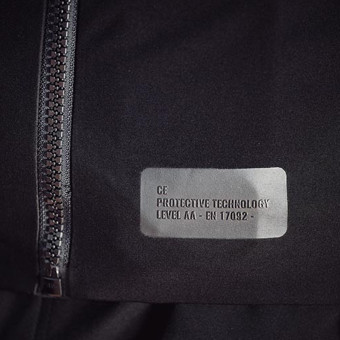 CE
PROTECTIVE TECHNOLOGY
LEVEL AA - EN 17092 -